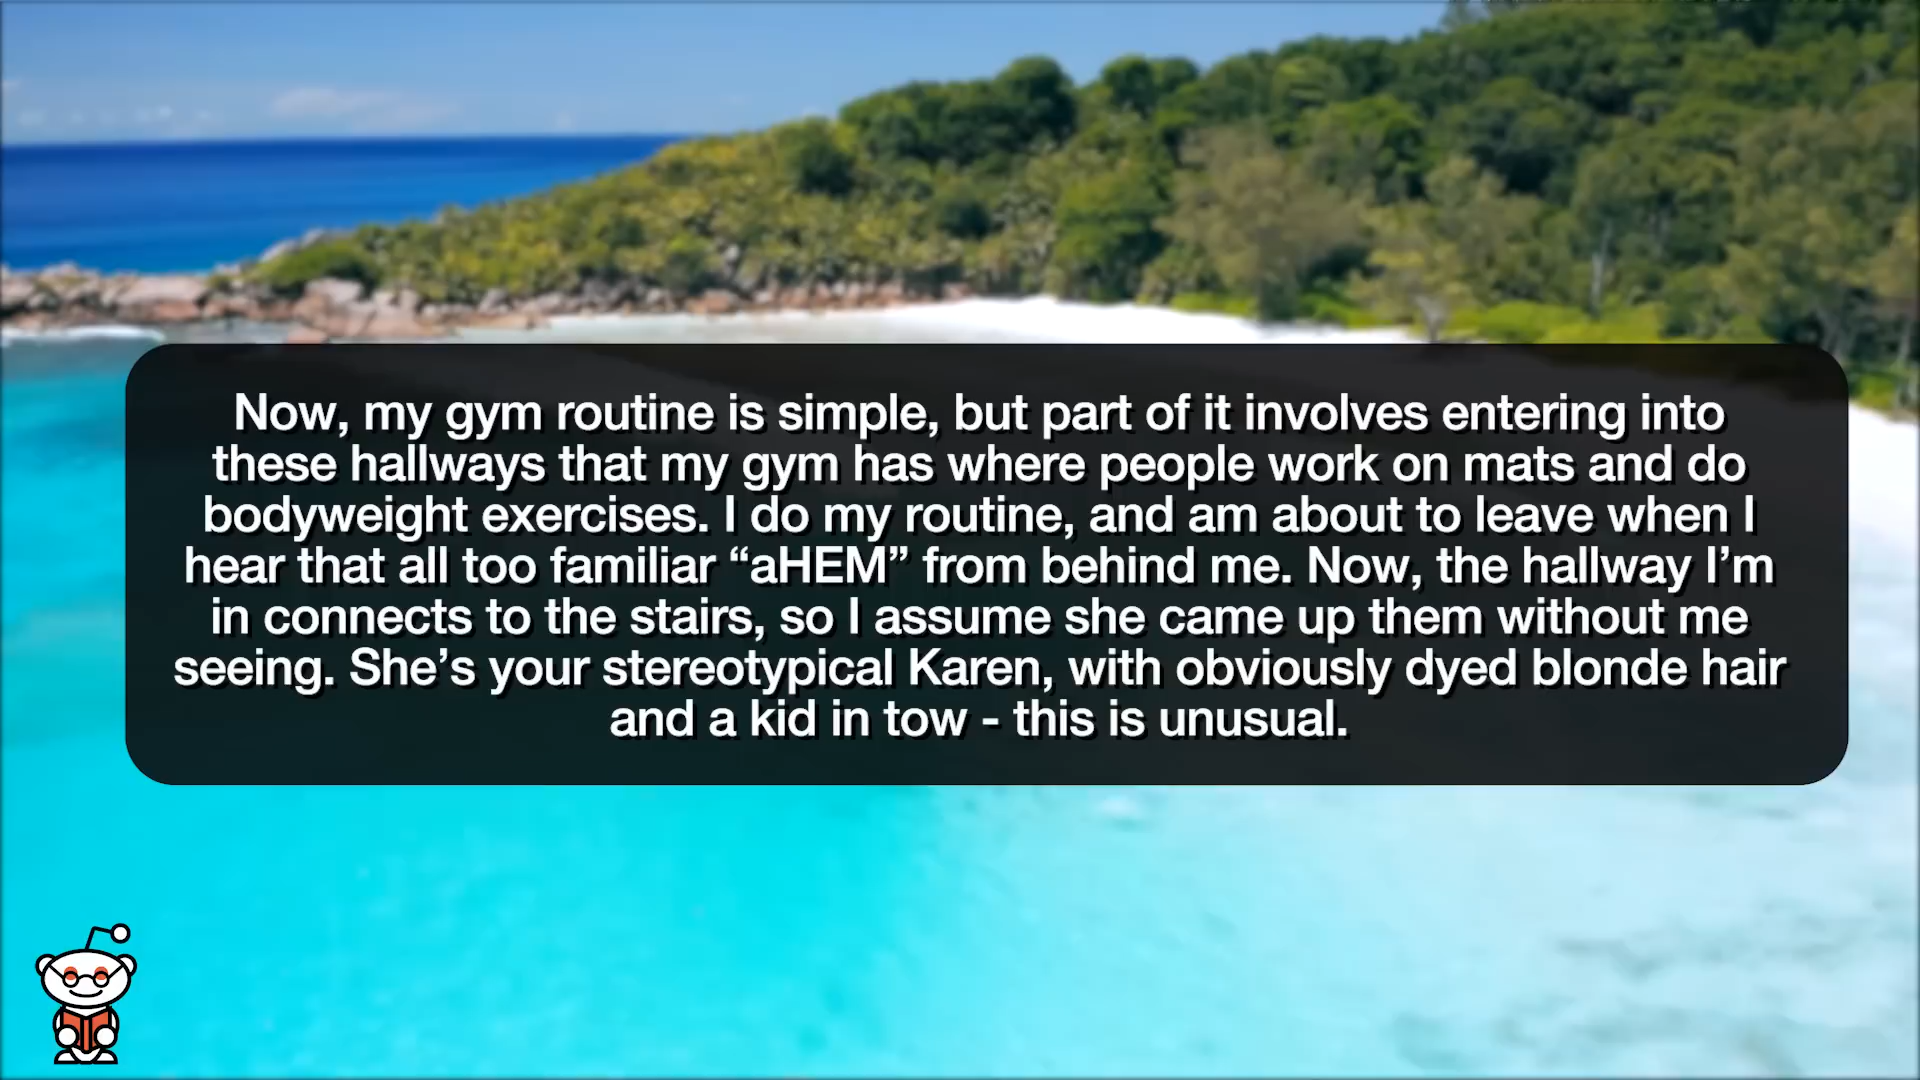 Now, my gym routine is simple, but part of it involves entering into
these hallways that my gym has where people work on mats and do
bodyweight exercises. I do my routine, and am about to leave when I
hear that all too familiar “aHEM” from behind me. Now, the hallway I’m
in connects to the stairs, so I assume she came up them without me
seeing. She’s your stereotypical Karen, with obviously dyed blonde hair
and a kid in tow - this is unusual.